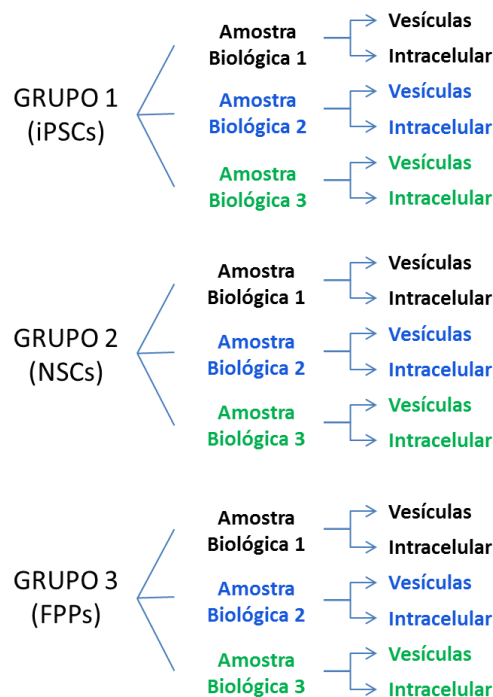 GRUPO 1
(iPSCs)
Amostra
Biológica 1
Vesículas
Intracelular
Amostra
Biológica 2
Vesículas
Intracelular
Amostra
Biológica 3
Vesículas
Intracelular
GRUPO 2
(NSCs)
Amostra
Biológica 1
Vesículas
Intracelular
Amostra
Biológica 2
Vesículas
Intracelular
Amostra
Biológica 3
Vesículas
Intracelular
GRUPO 3
(FPPs)
Amostra
Biológica 1
Vesículas
Intracelular
Amostra
Biológica 2
Vesículas
Intracelular
Amostra
Biológica 3
Vesículas
Intracelular